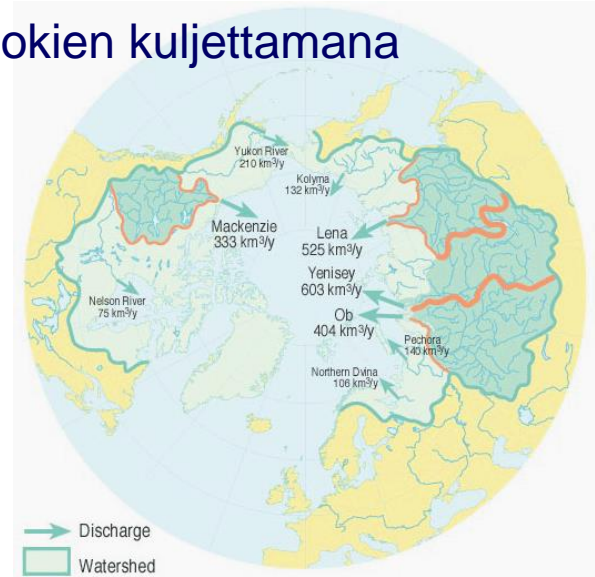 okien kuljettamana
Yukon River
210 km³/y
Kolyma
132 km³/y
Mackenzie
333 km³/y
Lena
525 km³/y
Yenisey
603 km³/y
Nelson River
75 km³/y
Ob
404 km³/y
Pechora
140 km³/y
Northern Dvina
106 km³/y
Discharge
Watershed